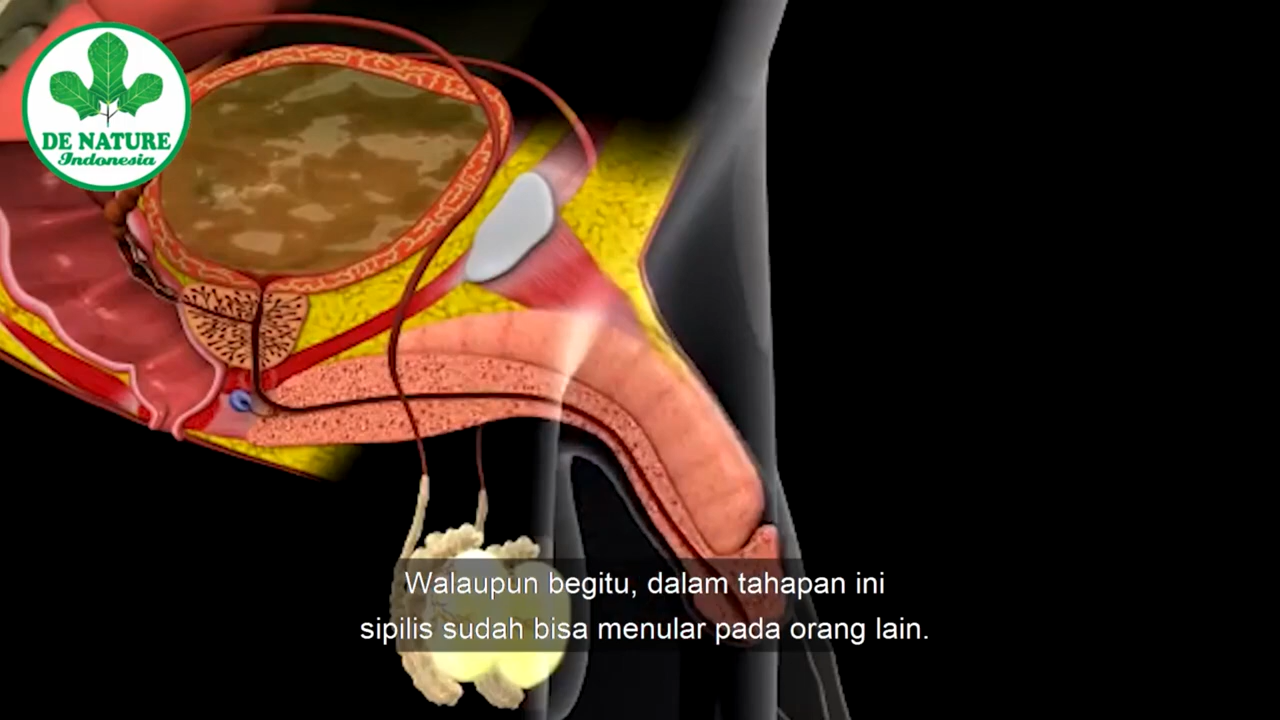 DE NATURE
Indonesia
Walaupun begitu, dalam tahapan ini
sipilis sudah bisa menular pada orang lain.